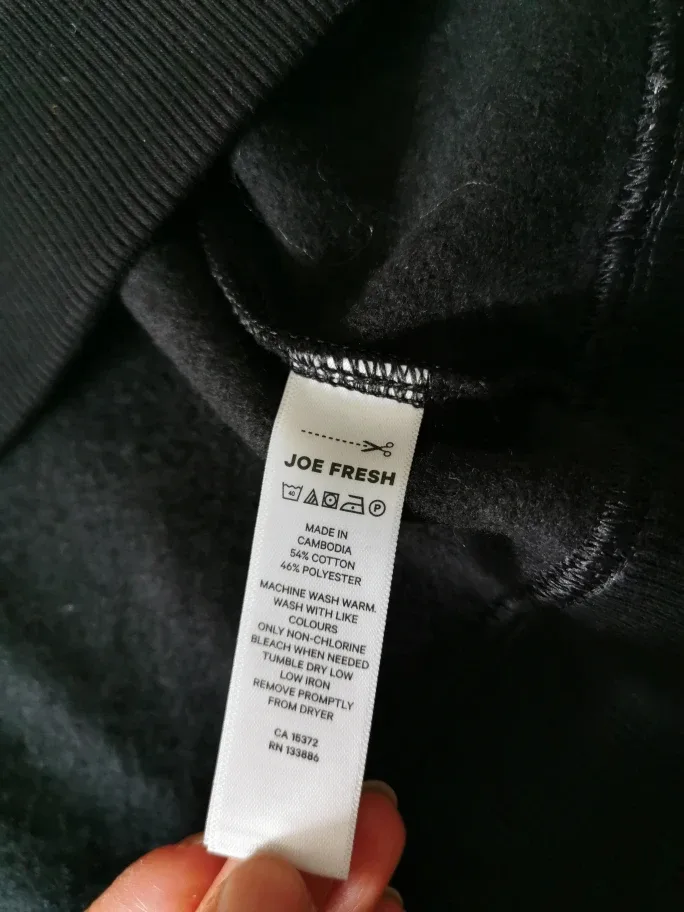 JOE FRESH
40 P
MADE IN
CAMBODIA
54% COTTON
46% POLYESTER
MACHINE WASH WARM.
WASH WITH LIKE
COLOURS
ONLY NON-CHLORINE
BLEACH WHEN NEEDED
TUMBLE DRY LOW
LOW IRON
REMOVE PROMPTLY
FROM DRYER
CA 15372
RN 133886